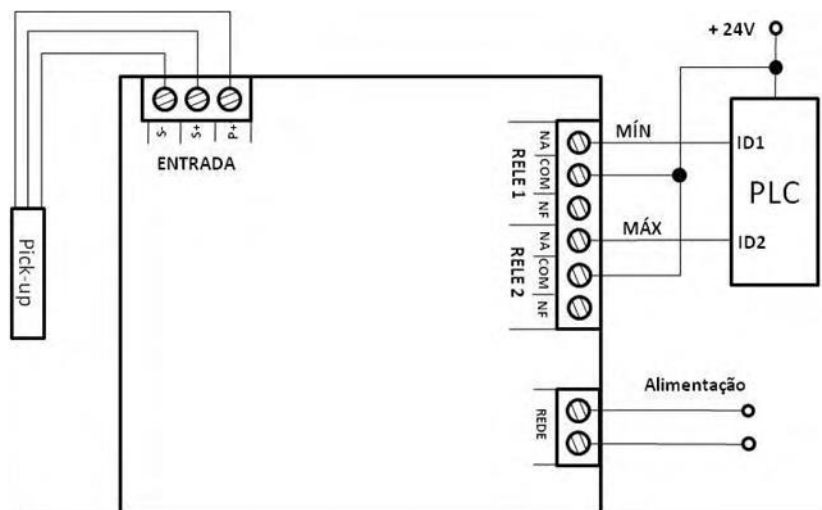 + 24V
S-
S+
P+
ENTRADA
Pick-up
RELE 1
NA
COM
NF
RELE 2
NA
COM
NF
MÍN
MÁX
ID1
PLC
ID2
REDE
Alimentação